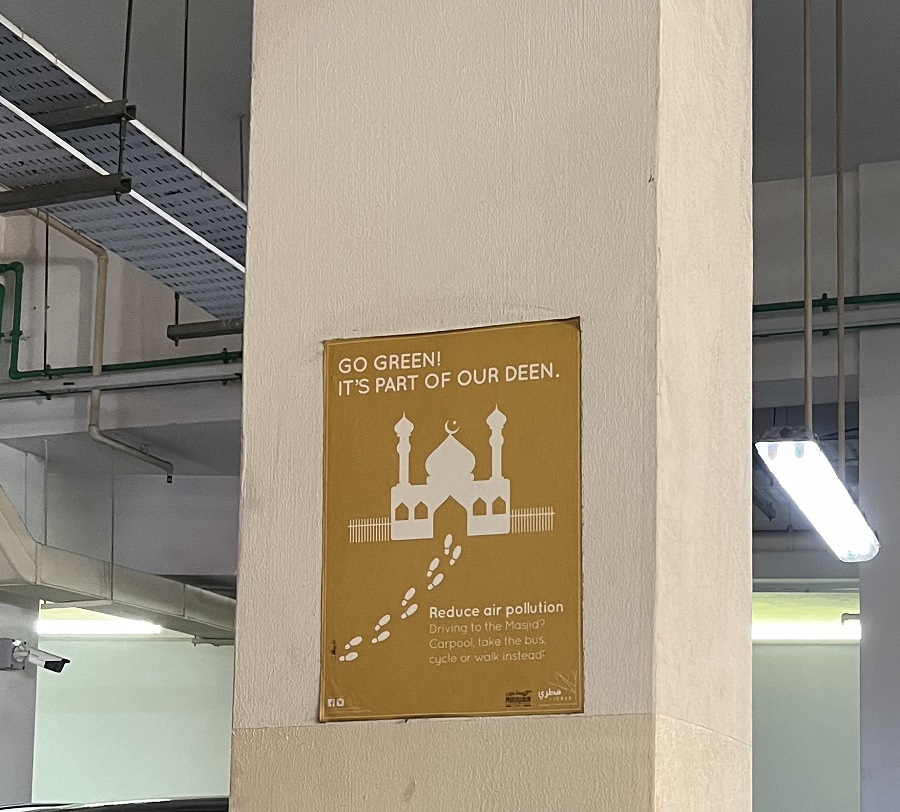 GO GREEN!
IT'S PART OF OUR DEEN.
Reduce air pollution
Driving to the Masjid?
Carpool, take the bus,
cycle or walk instead!
فطري